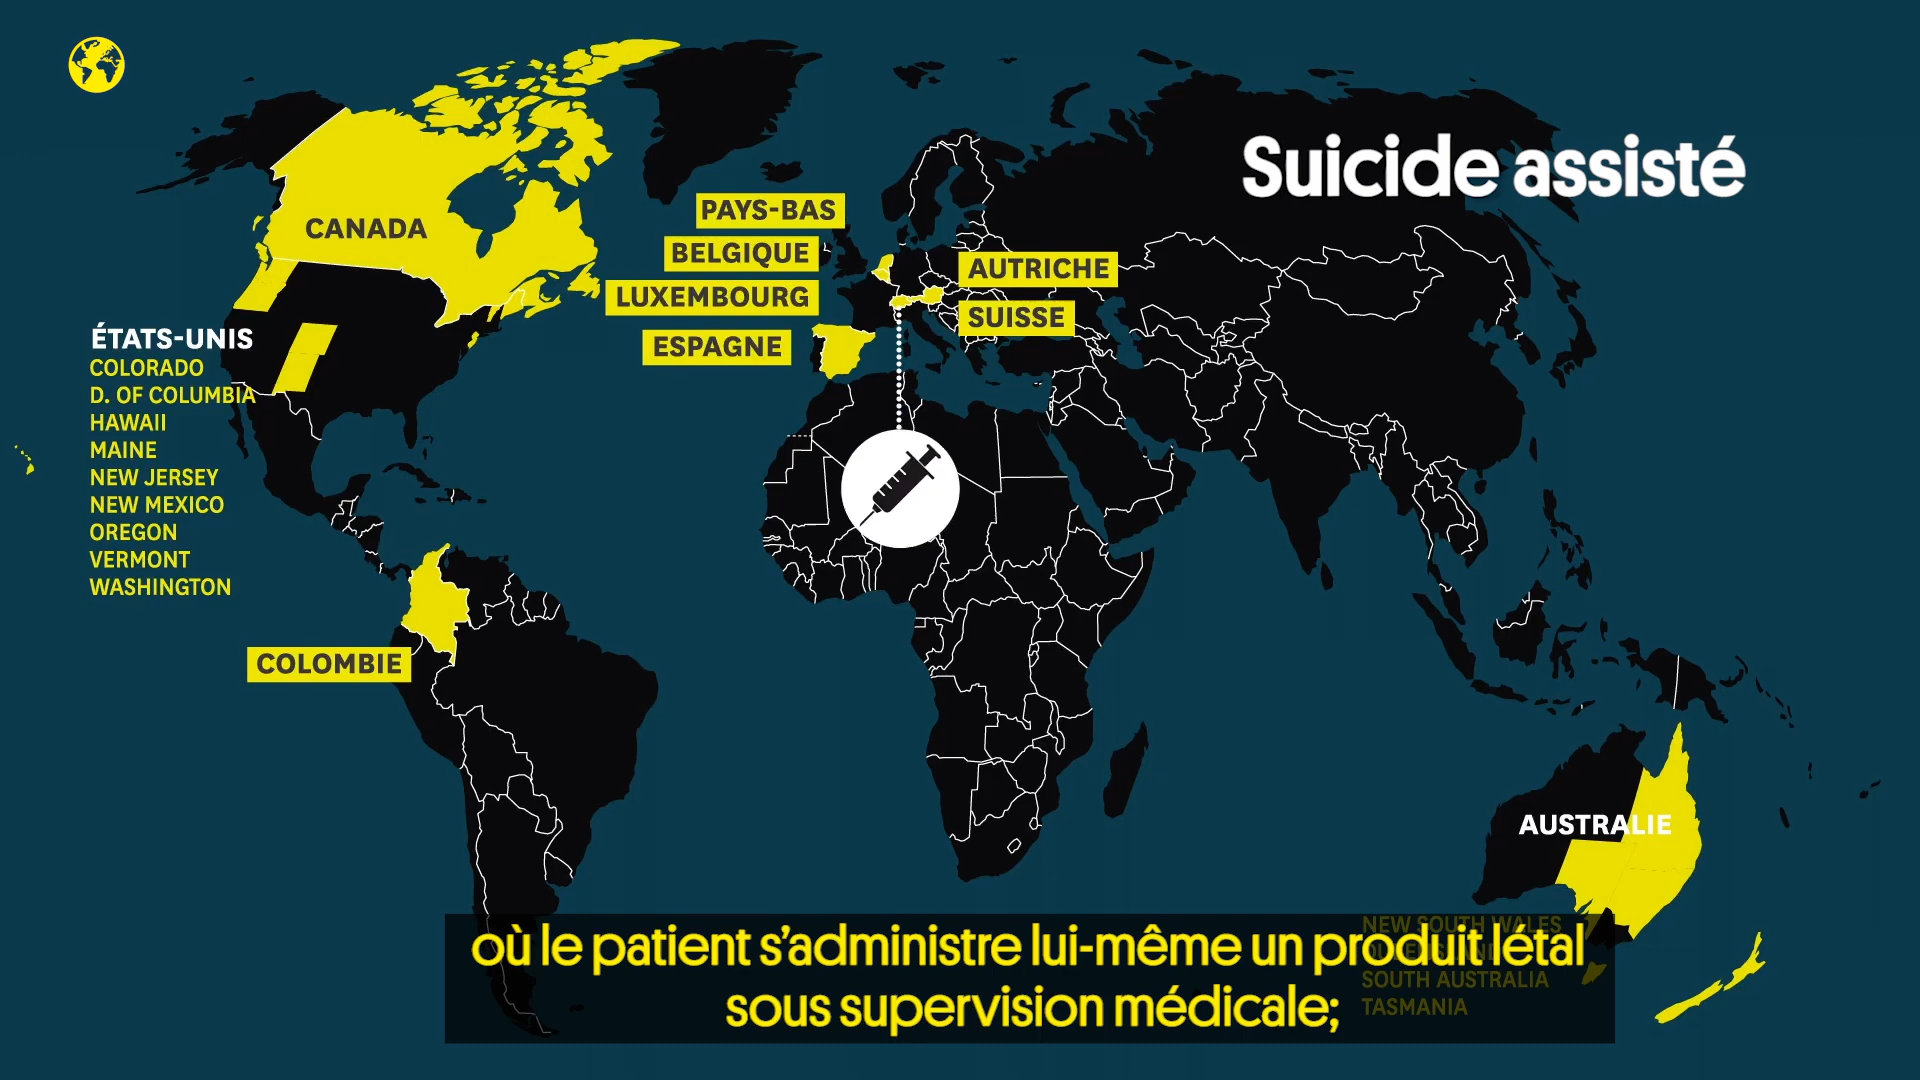 Suicide assisté
CANADA
PAYS-BAS
BELGIQUE
LUXEMBOURG
ESPAGNE
AUTRICHE
SUISSE
ÉTATS-UNIS
COLORADO
D. OF COLUMBIA
HAWAII
MAINE
NEW JERSEY
NEW MEXICO
OREGON
VERMONT
WASHINGTON
COLOMBIE
AUSTRALIE
NEW SOUTH WALES
QUEENSLAND
SOUTH AUSTRALIA
TASMANIA
où le patient s’administre lui-même un produit létal
sous supervision médicale;